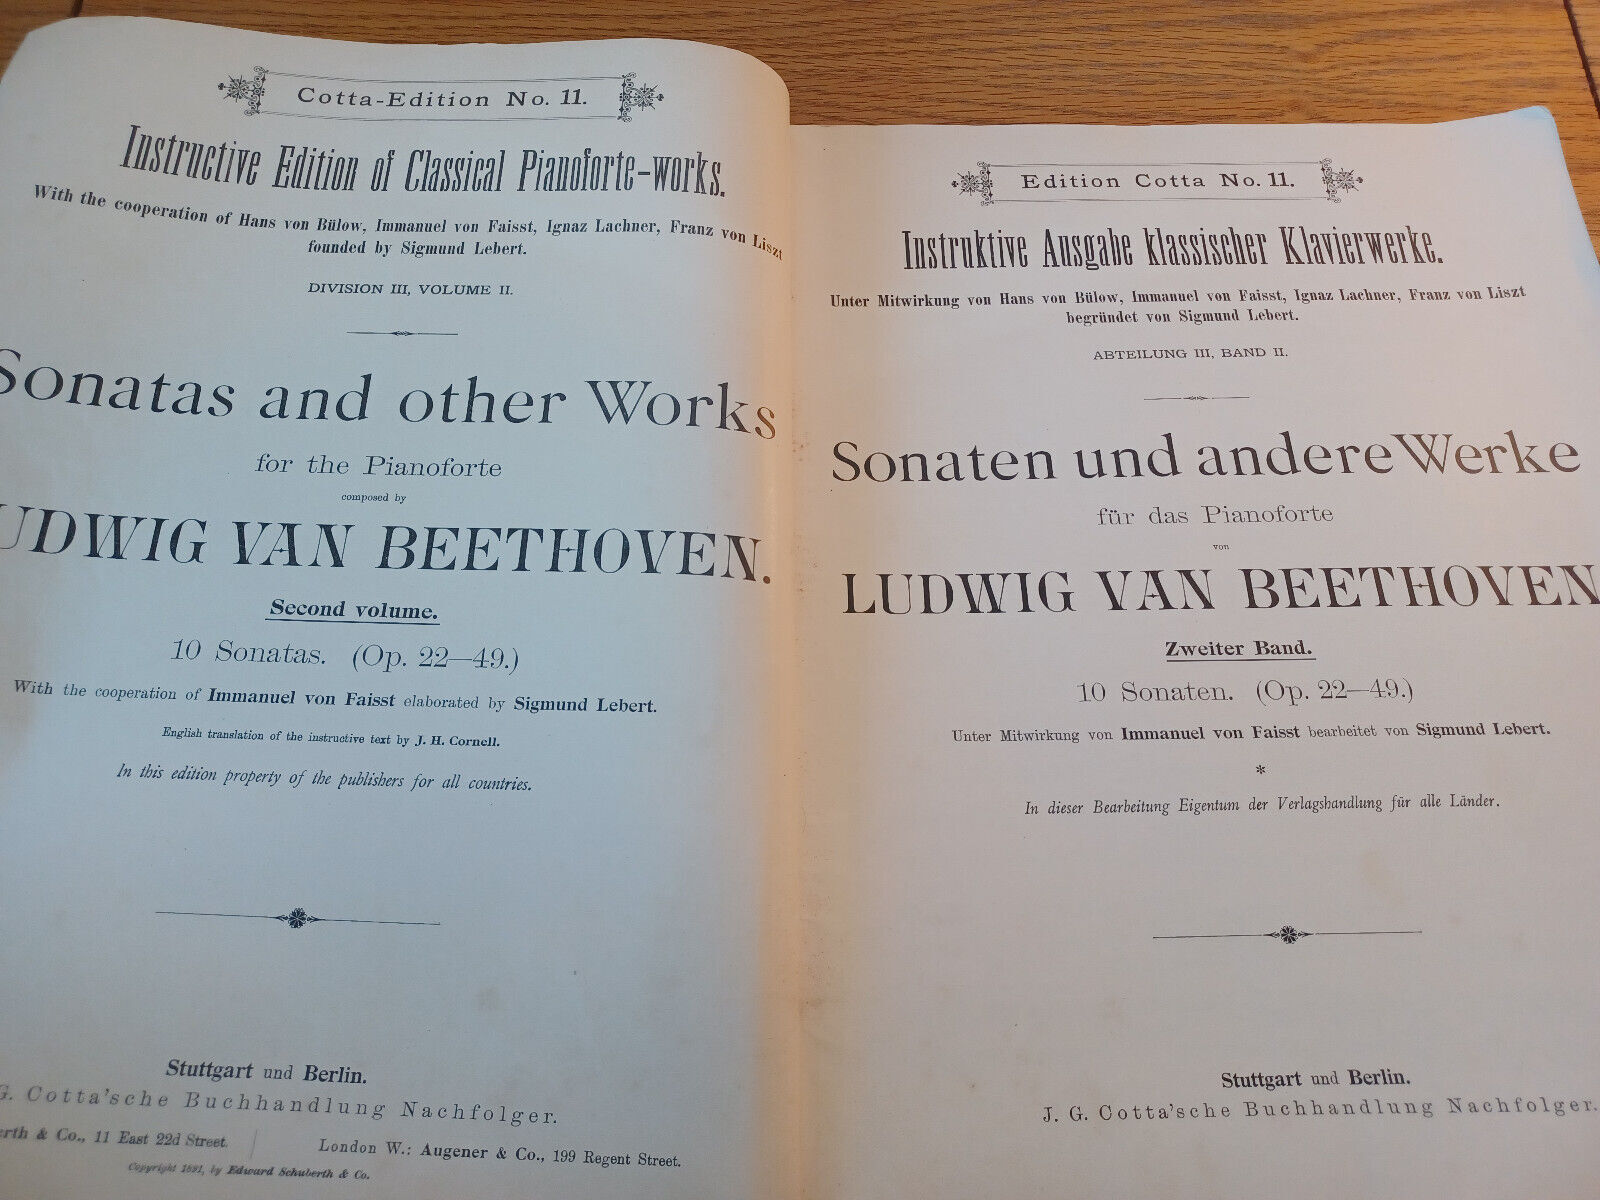 Cotta-Edition No. 11.
Instructive Edition of Classical Pianoforte-works.
With the cooperation of Hans von Bülow, Immanuel von Faisst, Ignaz Lachner, Franz von Liszt
founded by Sigmund Lebert.
DIVISION III, VOLUME II.
Sonatas and other Works
for the Pianoforte
composed by
UDWIG VAN BEETHOVEN.
Second volume.
10 Sonatas. (Op. 22—49.)
With the cooperation of Immanuel von Faisst elaborated by Sigmund Lebert.
English translation of the instructive text by J. H. Cornell.
In this edition property of the publishers for all countries.
Stuttgart und Berlin.
G. Cotta'sche Buchhandlung Nachfolger.
erth & Co., 11 East 22d Street. London W.: Augener & Co., 199 Regent Street.
Copyright 1891, by Edward Schuberth & Co.
Edition Cotta No. 11.
Instruktive Ausgabe klassischer Klavierwerke.
Unter Mitwirkung von Hans von Bülow, Immanuel von Faisst, Ignaz Lachner, Franz von Liszt
begründet von Sigmund Lebert.
ABTEILUNG III, BAND II.
Sonaten und andere Werke
für das Pianoforte
von
LUDWIG VAN BEETHOVEN
Zweiter Band.
10 Sonaten. (Op. 22—49.)
Unter Mitwirkung von Immanuel von Faisst bearbeitet von Sigmund Lebert.
*
In dieser Bearbeitung Eigentum der Verlagshandlung für alle Länder.
Stuttgart und Berlin.
J. G. Cotta'sche Buchhandlung Nachfolger.